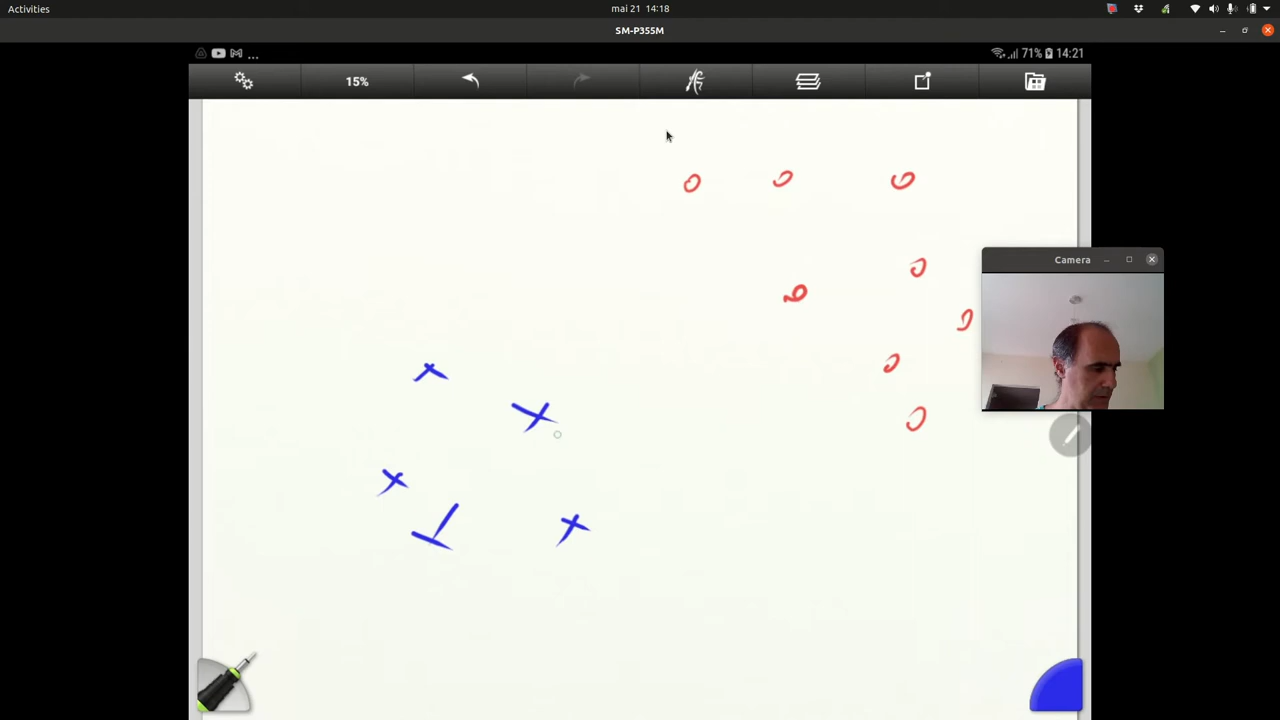 Activities
mai 21 14:18
SM-P355M
... 71% 14:21
15%
Camera